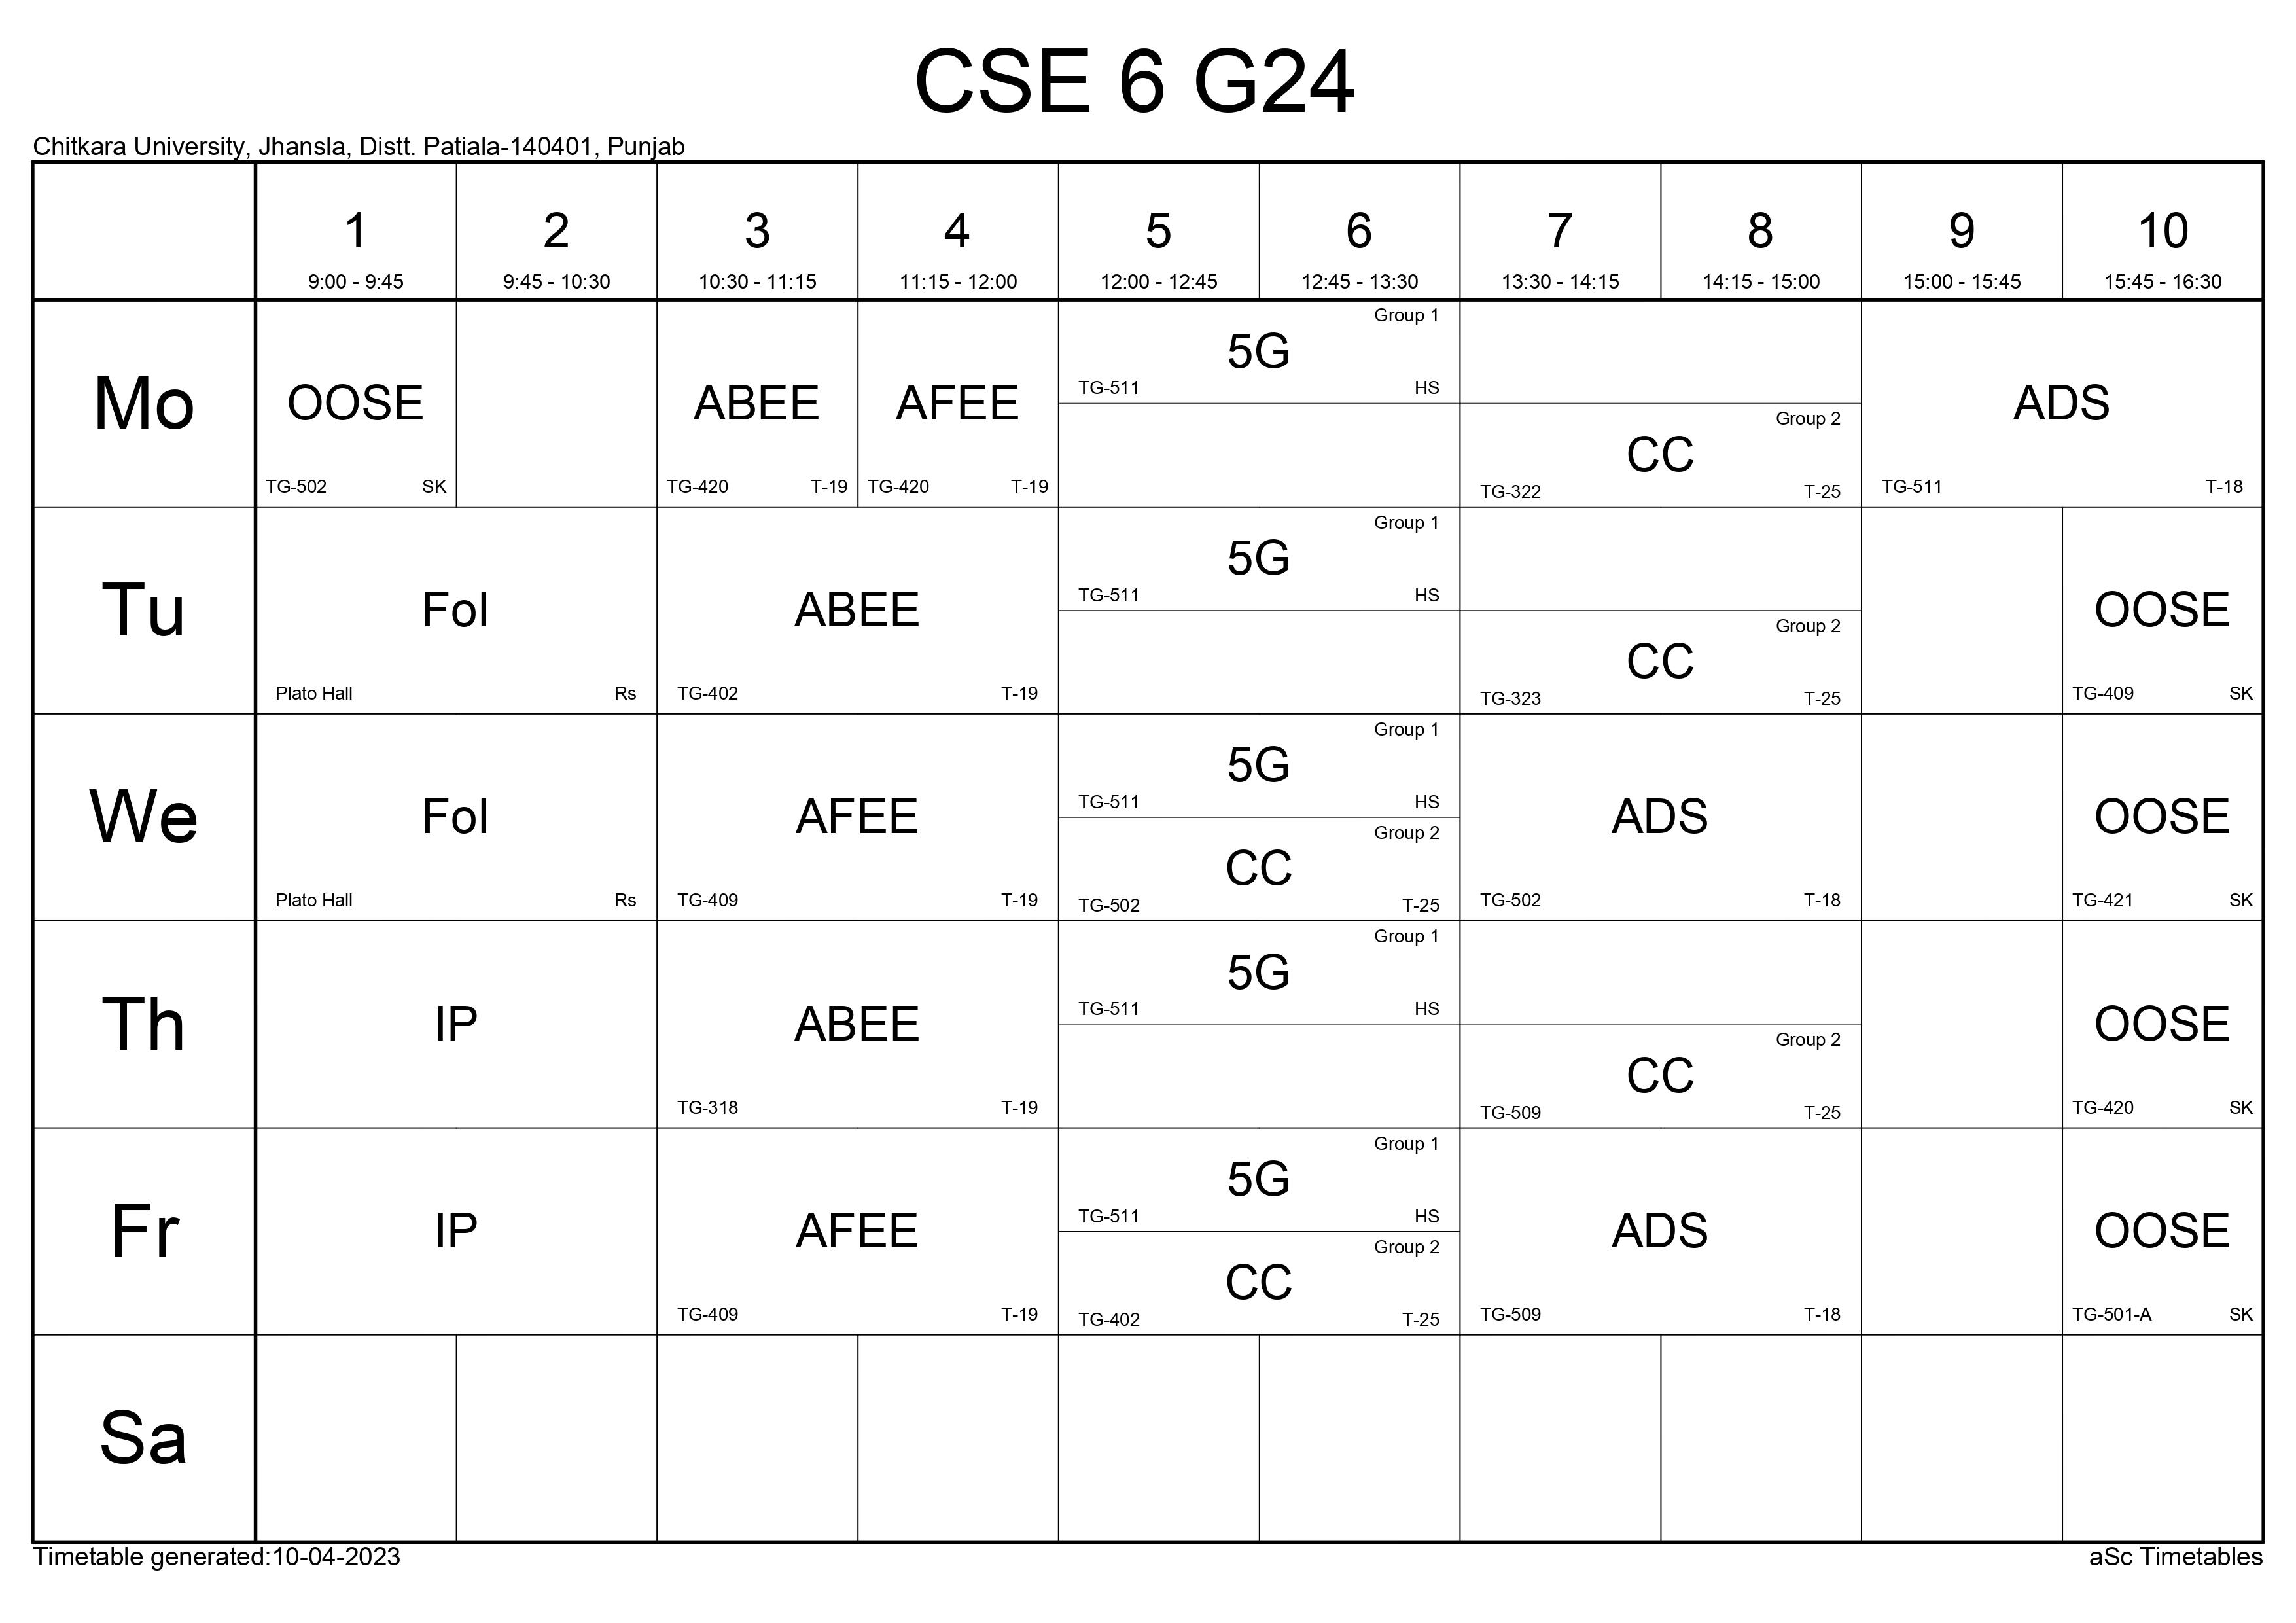 CSE 6 G24
Chitkara University, Jhansla, Distt. Patiala-140401, Punjab
1 2 3 4 5 6 7 8 9 10
9:00 - 9:45 9:45 - 10:30 10:30 - 11:15 11:15 - 12:00 12:00 - 12:45 12:45 - 13:30 13:30 - 14:15 14:15 - 15:00 15:00 - 15:45 15:45 - 16:30
Mo
OOSE
TG-502 SK
ABEE
TG-420 T-19
AFEE
TG-420 T-19
Group 1
5G
TG-511 HS
Group 2
CC
TG-322 T-25
ADS
TG-511 T-18
Tu
FoI
Plato Hall Rs
ABEE
TG-402 T-19
Group 1
5G
TG-511 HS
Group 2
CC
TG-323 T-25
OOSE
TG-409 SK
We
FoI
Plato Hall Rs
AFEE
TG-409 T-19
Group 1
5G
TG-511 HS
Group 2
CC
TG-502 T-25
ADS
TG-502 T-18
OOSE
TG-421 SK
Th
IP
ABEE
TG-318 T-19
Group 1
5G
TG-511 HS
Group 2
CC
TG-509 T-25
OOSE
TG-420 SK
Fr
IP
AFEE
TG-409 T-19
Group 1
5G
TG-511 HS
Group 2
CC
TG-402 T-25
ADS
TG-509 T-18
OOSE
TG-501-A SK
Sa
Timetable generated:10-04-2023
aSc Timetables